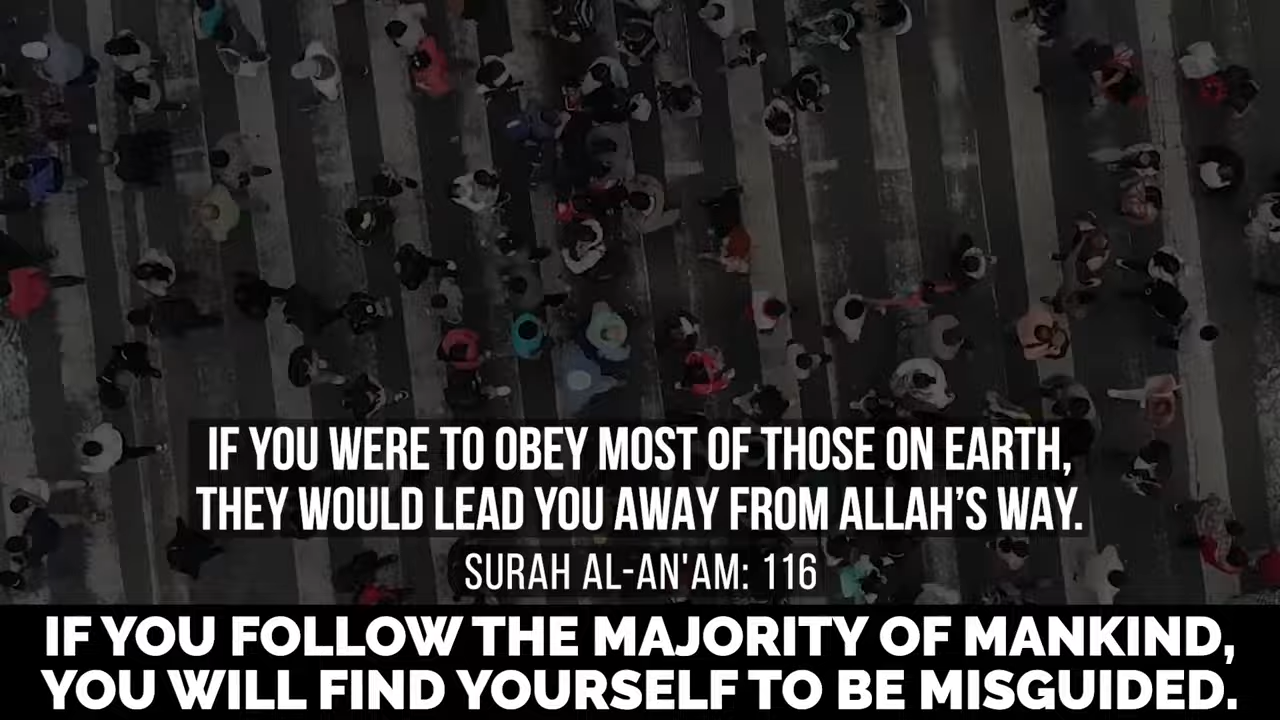 IF YOU WERE TO OBEY MOST OF THOSE ON EARTH,
THEY WOULD LEAD YOU AWAY FROM ALLAH’S WAY.
SURAH AL-AN'AM: 116
IF YOU FOLLOW THE MAJORITY OF MANKIND,
YOU WILL FIND YOURSELF TO BE MISGUIDED.